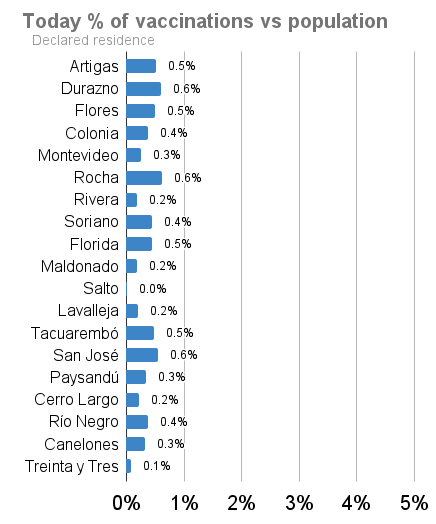 Today % of vaccinations vs population
Declared residence
Artigas 0.5%
Durazno 0.6%
Flores 0.5%
Colonia 0.4%
Montevideo 0.3%
Rocha 0.6%
Rivera 0.2%
Soriano 0.4%
Florida 0.5%
Maldonado 0.2%
Salto 0.0%
Lavalleja 0.2%
Tacuarembó 0.5%
San José 0.6%
Paysandú 0.3%
Cerro Largo 0.2%
Río Negro 0.4%
Canelones 0.3%
Treinta y Tres 0.1%
0% 1% 2% 3% 4% 5%